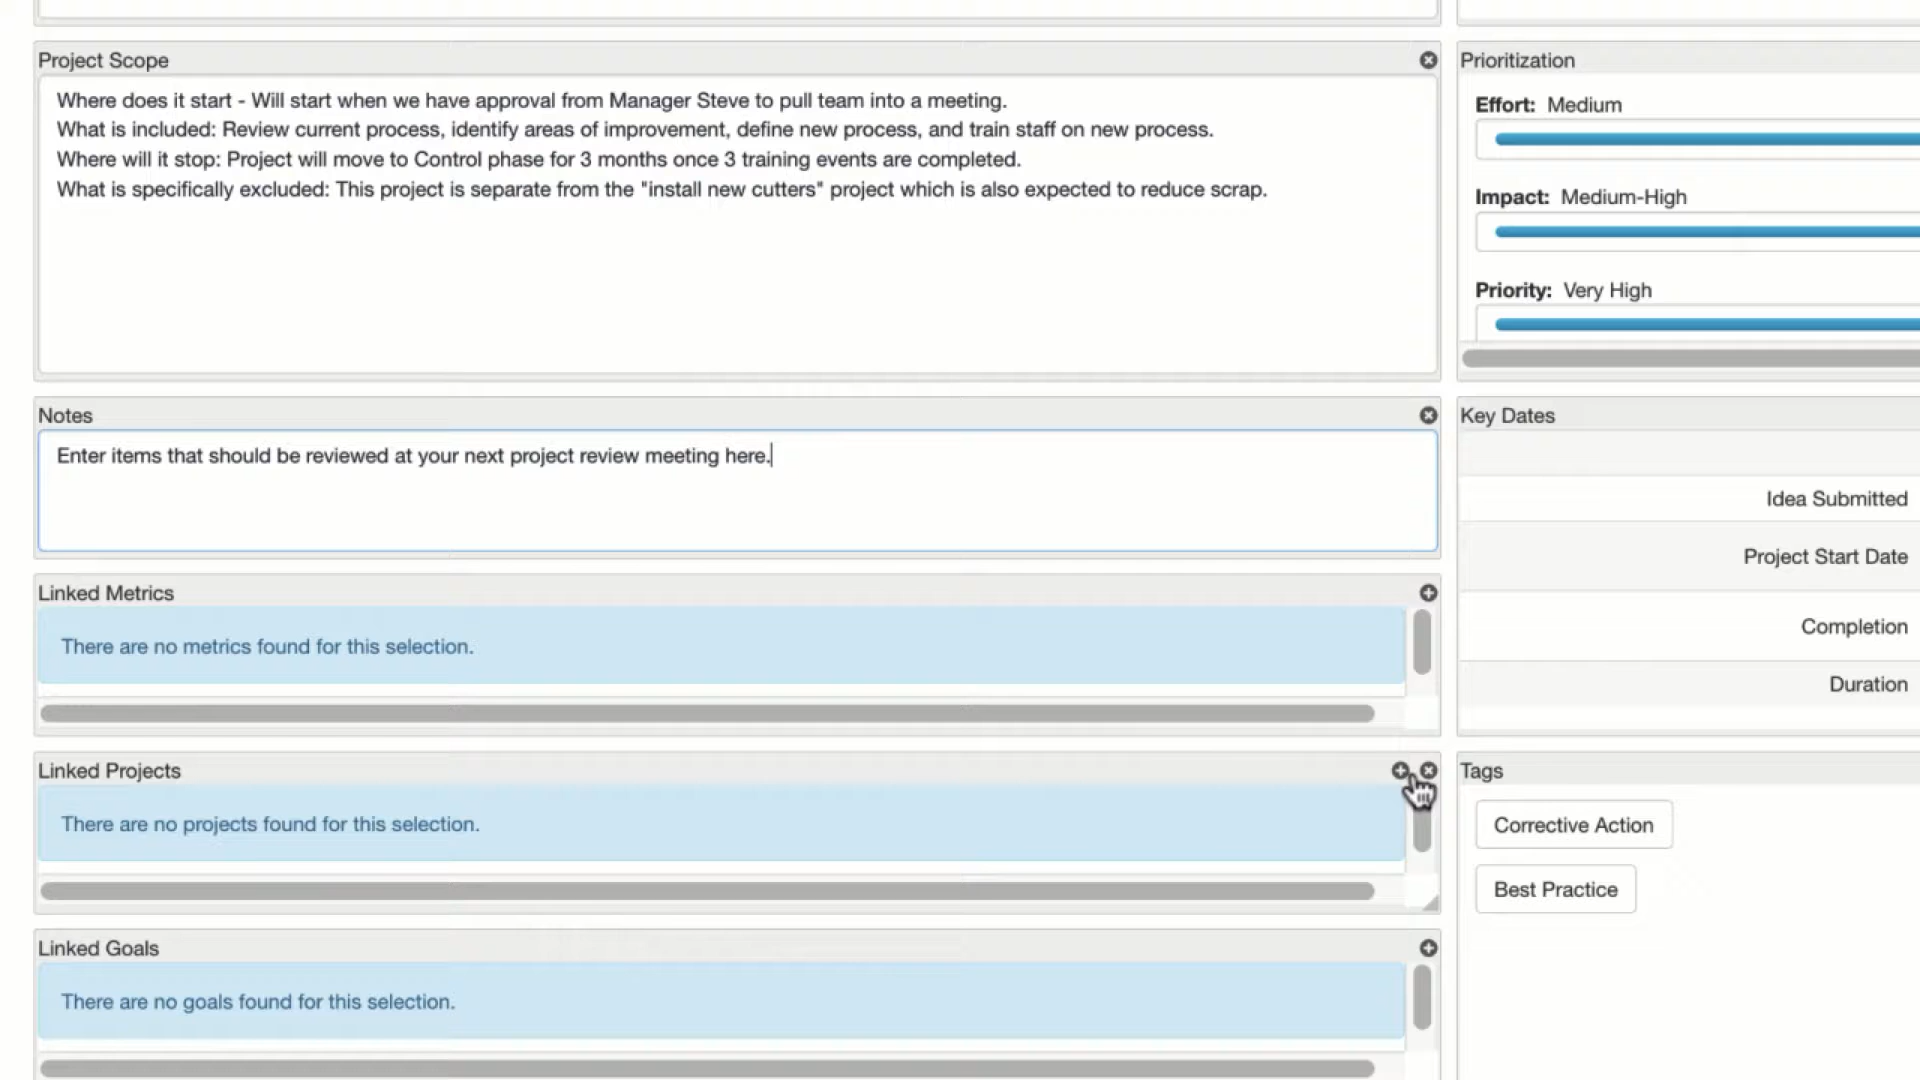 Project Scope
Where does it start - Will start when we have approval from Manager Steve to pull team into a meeting.
What is included: Review current process, identify areas of improvement, define new process, and train staff on new process.
Where will it stop: Project will move to Control phase for 3 months once 3 training events are completed.
What is specifically excluded: This project is separate from the "install new cutters" project which is also expected to reduce scrap.
Notes
Enter items that should be reviewed at your next project review meeting here.
Linked Metrics
There are no metrics found for this selection.
Linked Projects
There are no projects found for this selection.
Linked Goals
There are no goals found for this selection.
Prioritization
Effort: Medium
Impact: Medium-High
Priority: Very High
Key Dates
Idea Submitted
Project Start Date
Completion
Duration
Tags
Corrective Action
Best Practice